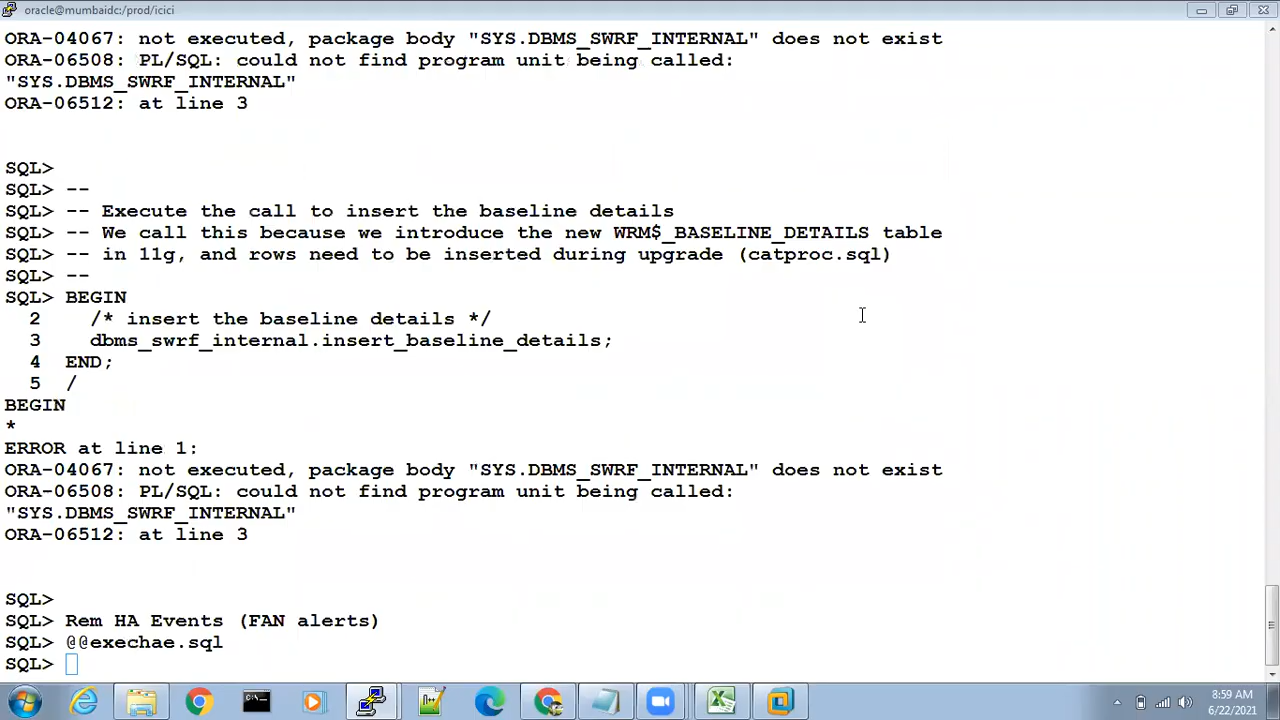 oracle@mumbaidc:/prod/icici
ORA-04067: not executed, package body "SYS.DBMS_SWRF_INTERNAL" does not exist
ORA-06508: PL/SQL: could not find program unit being called:
"SYS.DBMS_SWRF_INTERNAL"
ORA-06512: at line 3
SQL>
SQL> --
SQL> -- Execute the call to insert the baseline details
SQL> -- We call this because we introduce the new WRM$_BASELINE_DETAILS table
SQL> -- in 11g, and rows need to be inserted during upgrade (catproc.sql)
SQL> --
SQL> BEGIN
2 /* insert the baseline details */
3 dbms_swrf_internal.insert_baseline_details;
4 END;
5 /
BEGIN
*
ERROR at line 1:
ORA-04067: not executed, package body "SYS.DBMS_SWRF_INTERNAL" does not exist
ORA-06508: PL/SQL: could not find program unit being called:
"SYS.DBMS_SWRF_INTERNAL"
ORA-06512: at line 3
SQL>
SQL> Rem HA Events (FAN alerts)
SQL> @@exechae.sql
SQL>
8:59 AM
6/22/2021